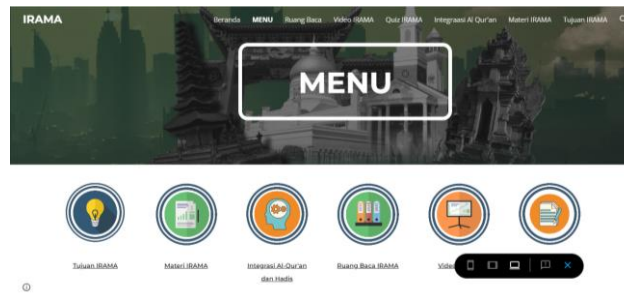 IRAMA
Beranda MENU Ruang Baca Video IRAMA Quiz IRAMA Integrasi Al Qur'an Materi IRAMA Tujuan IRAMA
MENU
Tujuan IRAMA Materi IRAMA Integrasi Al-Qur'an Ruang Baca IRAMA
dan Hadis